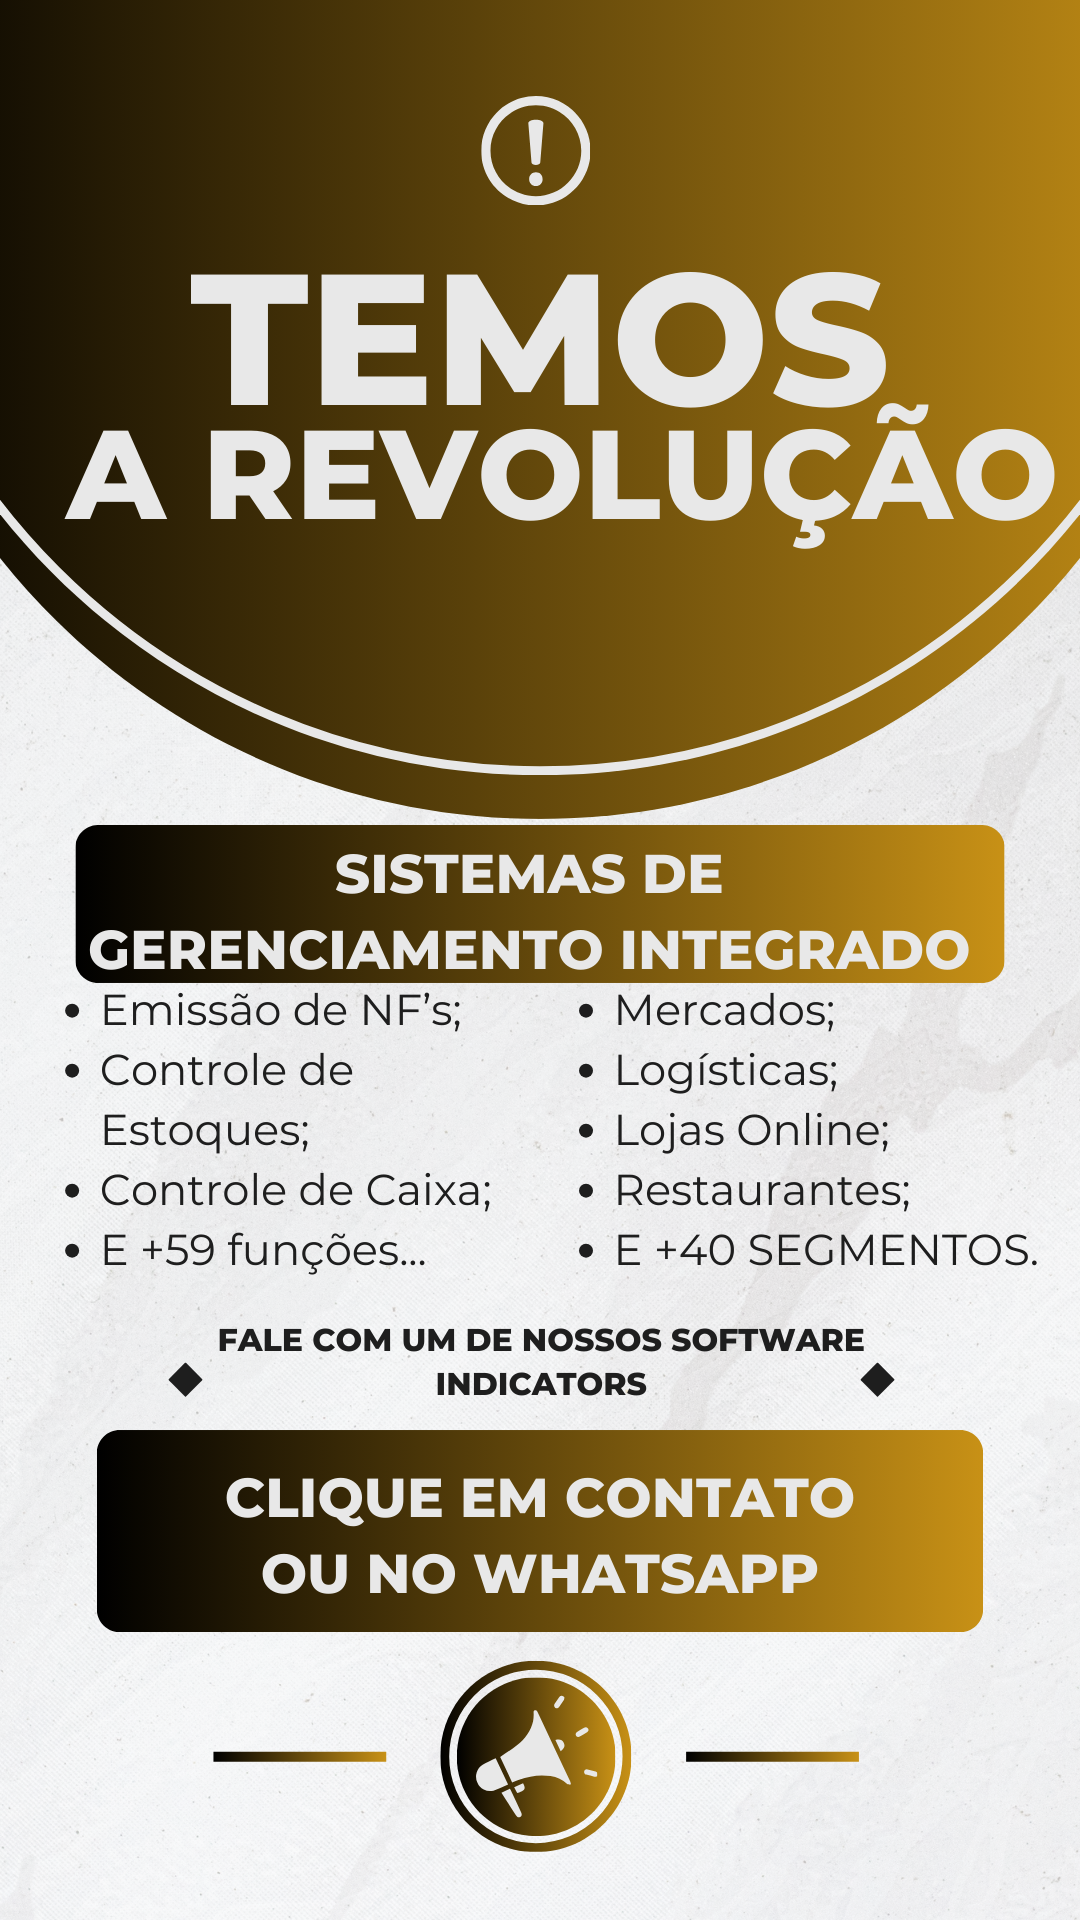 TEMOS
A REVOLUÇÃO
SISTEMAS DE
GERENCIAMENTO INTEGRADO
• Emissão de NF’s;
• Controle de
Estoques;
• Controle de Caixa;
• E +59 funções...
• Mercados;
• Logísticas;
• Lojas Online;
• Restaurantes;
• E +40 SEGMENTOS.
FALE COM UM DE NOSSOS SOFTWARE
INDICATORS
CLIQUE EM CONTATO
OU NO WHATSAPP